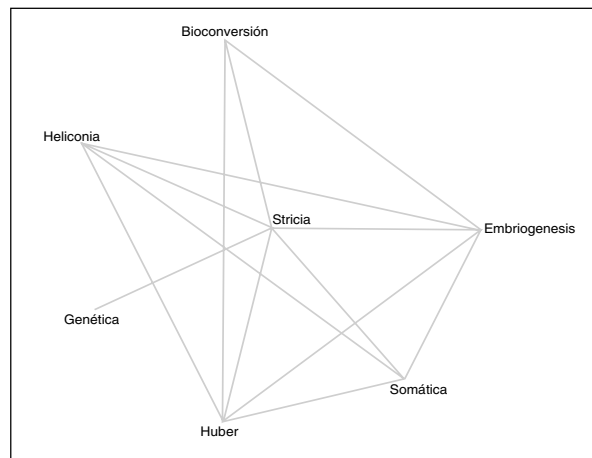 Bioconversión
Heliconia
Stricia
Embriogenesis
Genética
Somática
Huber